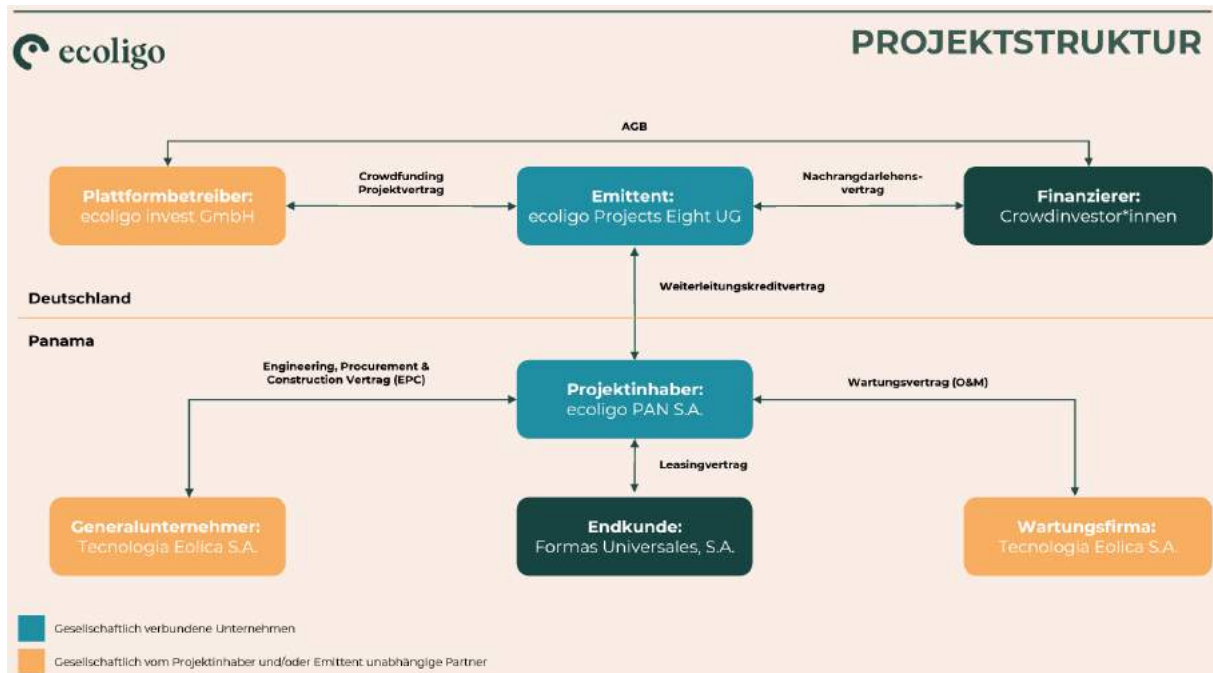 ecoligo
PROJEKTSTRUKTUR
AGB
Plattformbetreiber:
ecoligo invest GmbH
Crowdfunding
Projektvertrag
Emittent:
ecoligo Projects Eight UG
Nachrangdarlehens-
vertrag
Finanzierer:
Crowdinvestor*innen
Weiterleitungskreditvertrag
Deutschland
Panama
Engineering, Procurement &
Construction Vertrag (EPC)
Projektinhaber:
ecoligo PAN S.A.
Wartungsvertrag (O&M)
Leasingvertrag
Generalunternehmer:
Tecnologia Eolica S.A.
Endkunde:
Formas Universales, S.A.
Wartungsfirma:
Tecnologia Eolica S.A.
Gesellschaftlich verbundene Unternehmen
Gesellschaftlich vom Projektinhaber und/oder Emittent unabhängige Partner